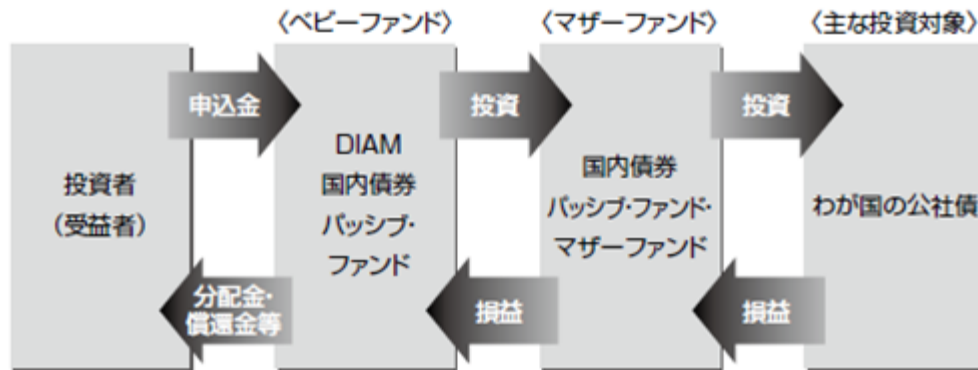 〈ベビーファンド〉
〈マザーファンド〉
〈主な投資対象〉
申込金
投資
投資
投資者
（受益者）
DIAM
国内債券
パッシブ・
ファンド
国内債券
パッシブ・ファンド・
マザーファンド
わが国の公社債
分配金・
償還金等
損益
損益